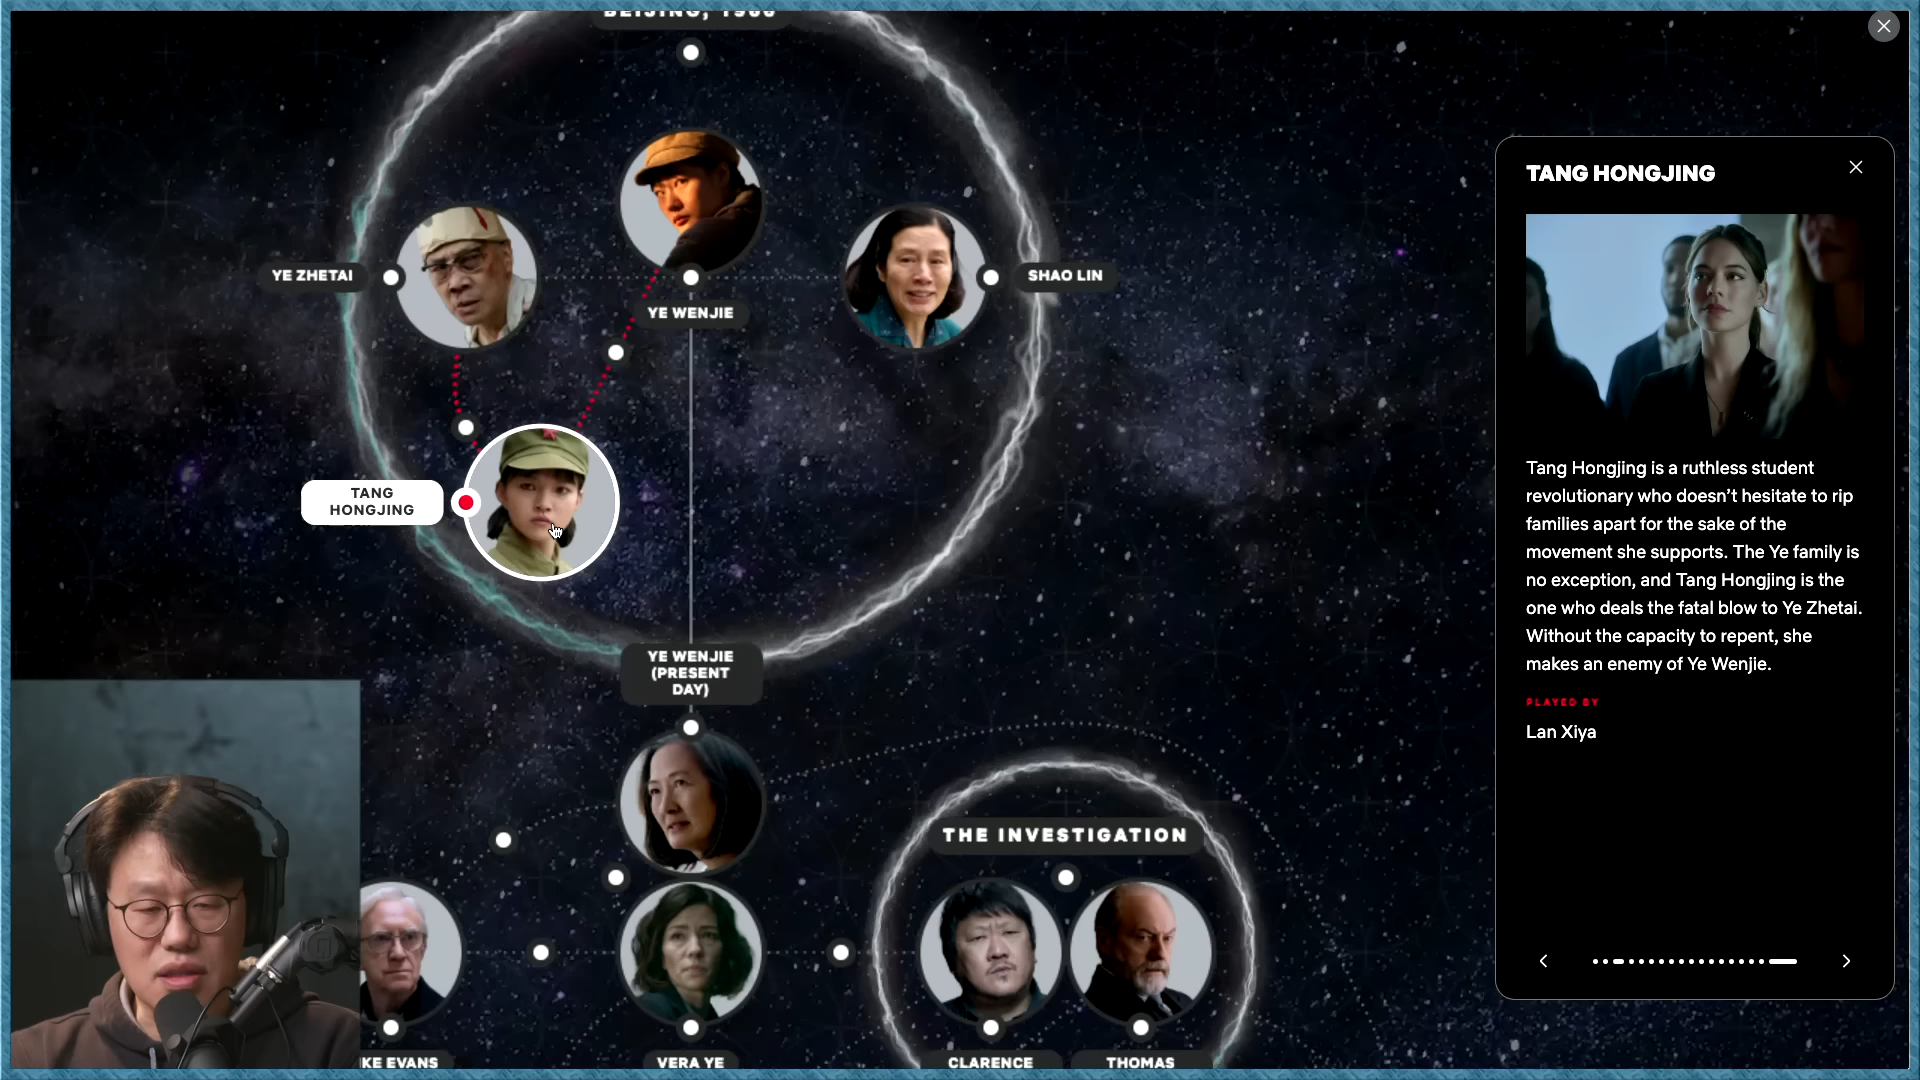 BEIJING, 1966
YE ZHETAI
YE WENJIE
SHAO LIN
TANG
HONGJING
YE WENJIE
(PRESENT
DAY)
THE INVESTIGATION
KE EVANS
VERA YE
CLARENCE
THOMAS
TANG HONGJING
Tang Hongjing is a ruthless student
revolutionary who doesn’t hesitate to rip
families apart for the sake of the
movement she supports. The Ye family is
no exception, and Tang Hongjing is the
one who deals the fatal blow to Ye Zhetai.
Without the capacity to repent, she
makes an enemy of Ye Wenjie.
PLAYED BY
Lan Xiya